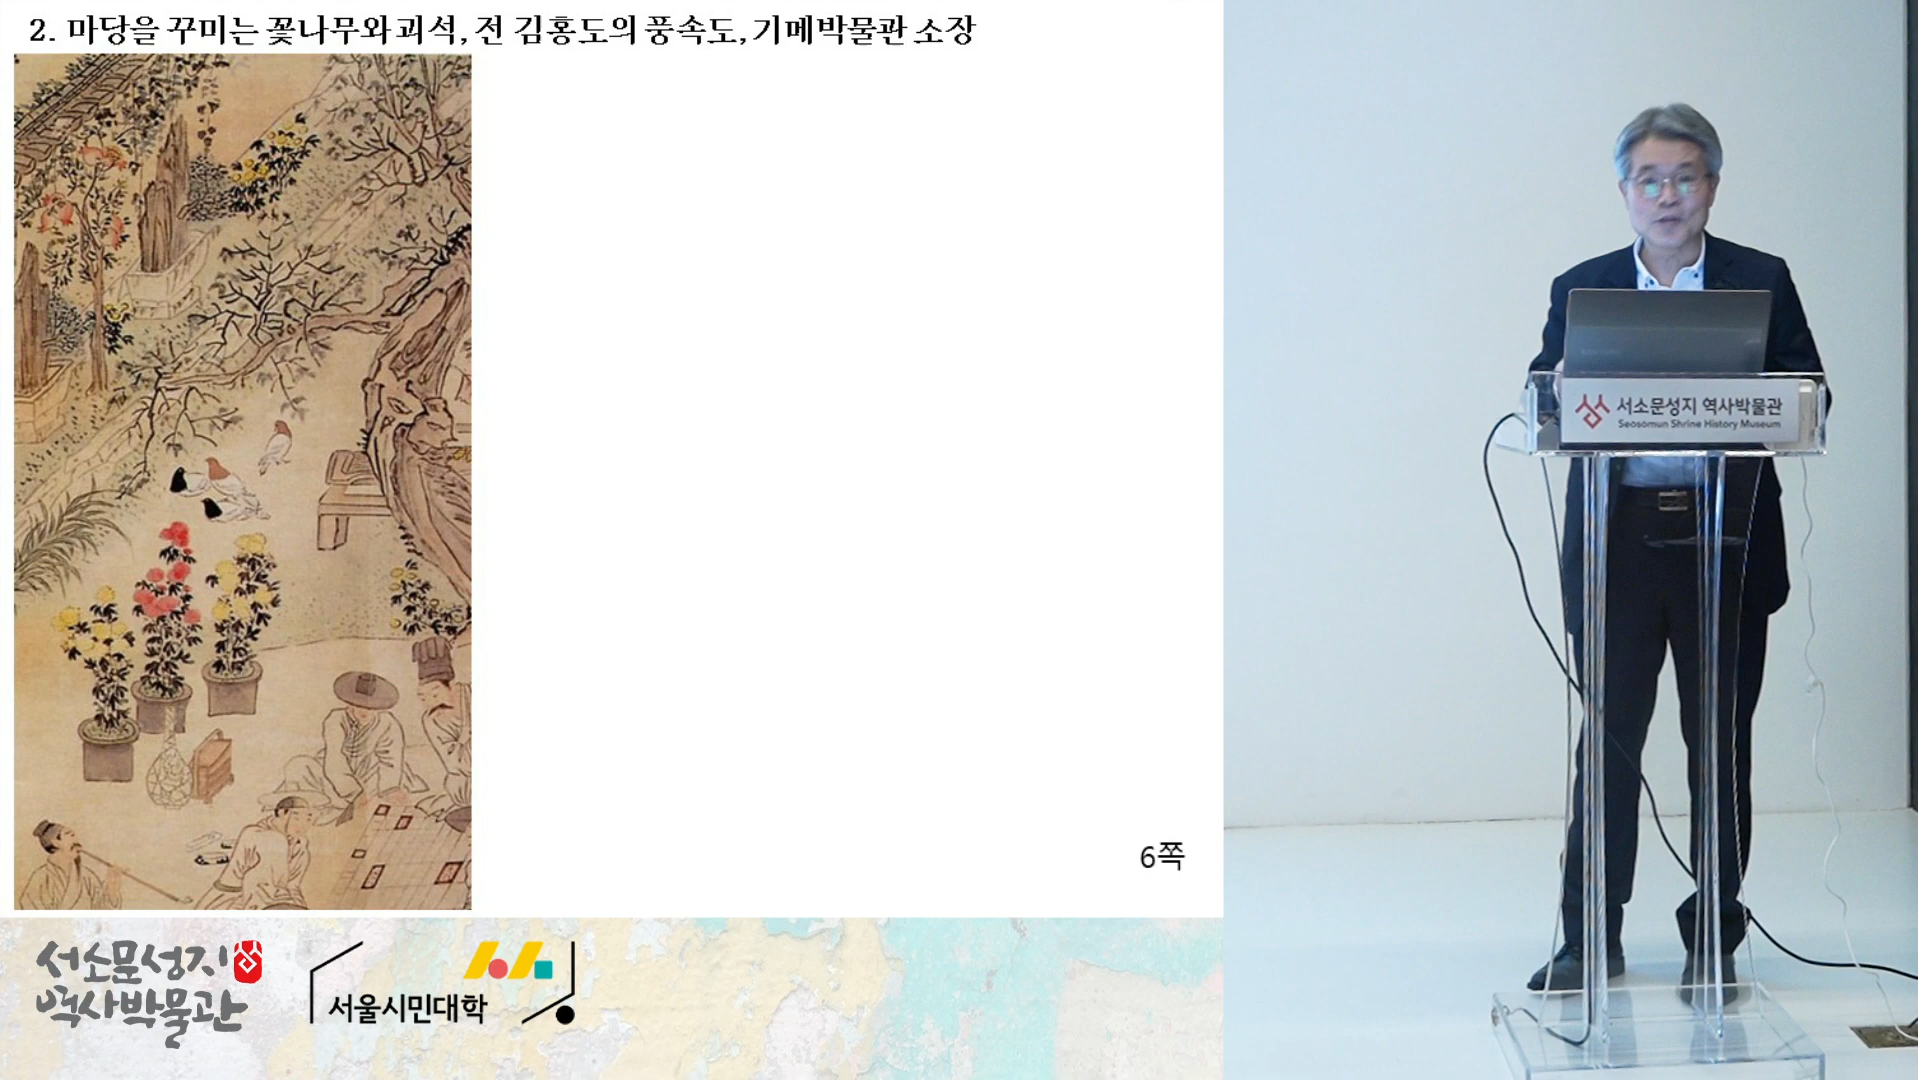 2. 마당을 꾸미는 꽃나무와 괴석, 전 김홍도의 풍속도, 기메박물관 소장
6쪽
서소문성지 역사박물관
Seosomun Shrine History Museum
서소문성지
역사박물관
서울시민대학